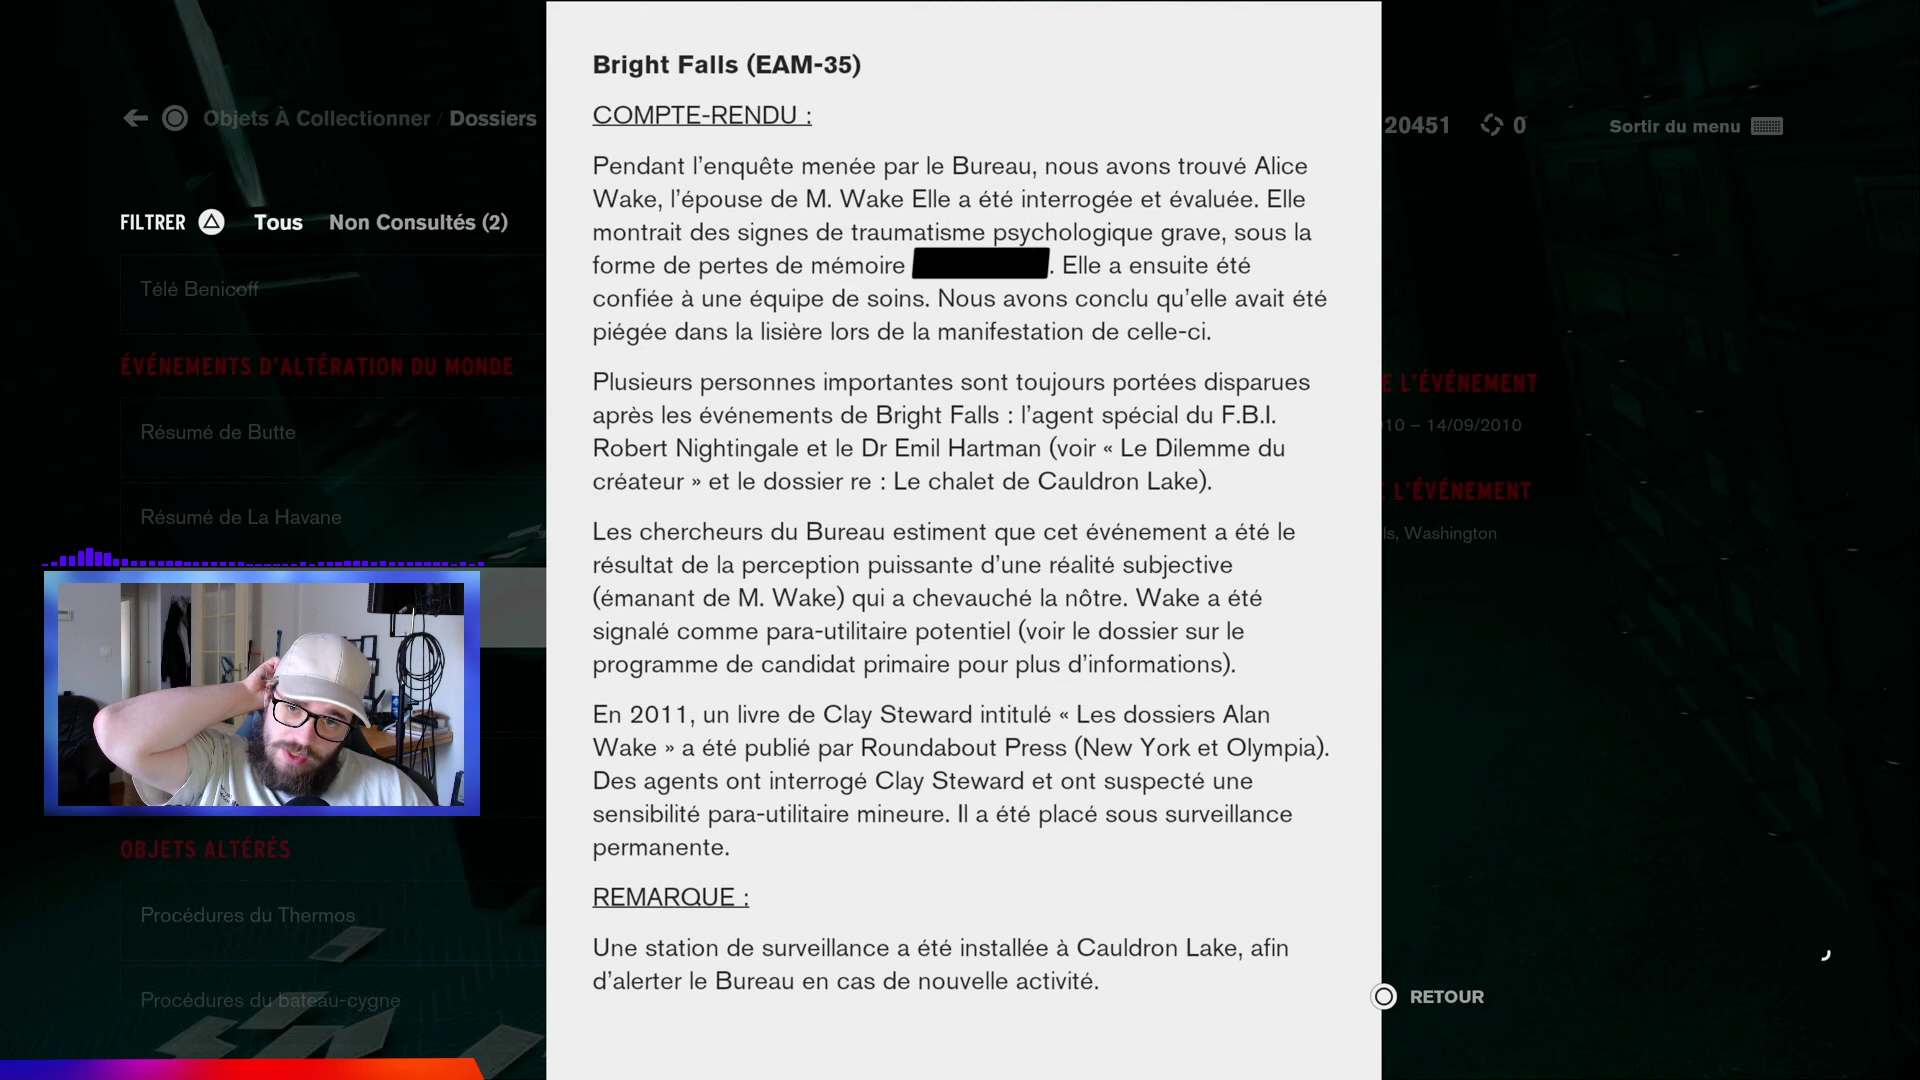 Bright Falls (EAM-35)
COMPTE-RENDU :
Pendant l'enquête menée par le Bureau, nous avons trouvé Alice
Wake, l'épouse de M. Wake Elle a été interrogée et évaluée. Elle
montrait des signes de traumatisme psychologique grave, sous la
forme de pertes de mémoire . Elle a ensuite été
confiée à une équipe de soins. Nous avons conclu qu'elle avait été
piégée dans la lisière lors de la manifestation de celle-ci.
Plusieurs personnes importantes sont toujours portées disparues
après les événements de Bright Falls : l'agent spécial du F.B.I.
Robert Nightingale et le Dr Emil Hartman (voir « Le Dilemme du
créateur » et le dossier re : Le chalet de Cauldron Lake).
Les chercheurs du Bureau estiment que cet événement a été le
résultat de la perception puissante d'une réalité subjective
(émanant de M. Wake) qui a chevauché la nôtre. Wake a été
signalé comme para-utilitaire potentiel (voir le dossier sur le
programme de candidat primaire pour plus d'informations).
En 2011, un livre de Clay Steward intitulé « Les dossiers Alan
Wake » a été publié par Roundabout Press (New York et Olympia).
Des agents ont interrogé Clay Steward et ont suspecté une
sensibilité para-utilitaire mineure. Il a été placé sous surveillance
permanente.
REMARQUE :
Une station de surveillance a été installée à Cauldron Lake, afin
d'alerter le Bureau en cas de nouvelle activité.
Objets À Collectionner / Dossiers
FILTRER Tous Non Consultés (2)
Télé Benicoff
ÉVÉNEMENTS D'ALTÉRATION DU MONDE
Résumé de Butte
Résumé de La Havane
OBJETS ALTÉRÉS
Procédures du Thermos
Procédures du bateau-cygne
20451 0
Sortir du menu
E L'ÉVÉNEMENT
10 – 14/09/2010
L'ÉVÉNEMENT
ls, Washington
RETOUR